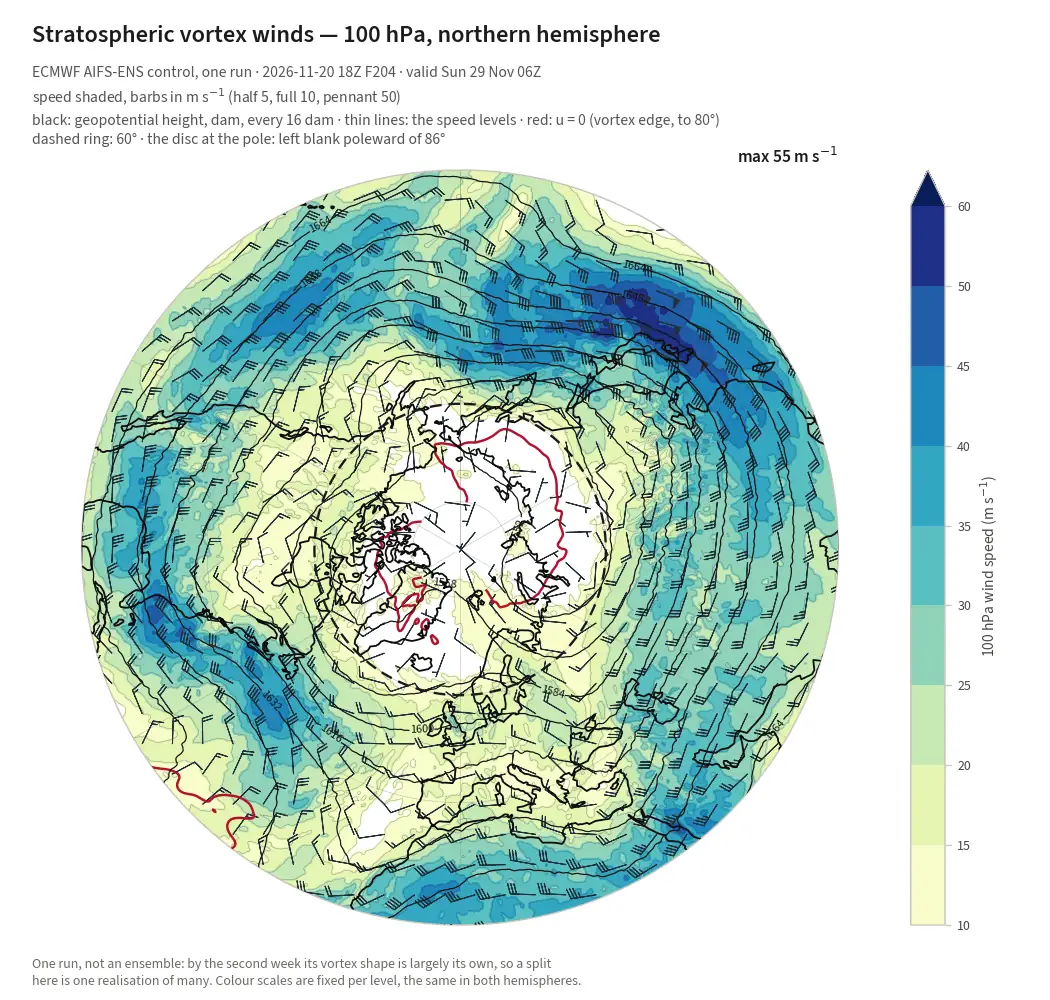 Stratospheric vortex winds — 100 hPa, northern hemisphere
ECMWF AIFS-ENS control, one run · 2026-11-20 18Z F204 · valid Sun 29 Nov 06Z
speed shaded, barbs in m s⁻¹ (half 5, full 10, pennant 50)
black: geopotential height, dam, every 16 dam · thin lines: the speed levels · red: u = 0 (vortex edge, to 80°)
dashed ring: 60° · the disc at the pole: left blank poleward of 86°
max 55 m s⁻¹
60
50
45
40
35
30
25
20
15
10
100 hPa wind speed (m s⁻¹)
1664
1664
1584
1632
1664
One run, not an ensemble: by the second week its vortex shape is largely its own, so a split
here is one realisation of many. Colour scales are fixed per level, the same in both hemispheres.